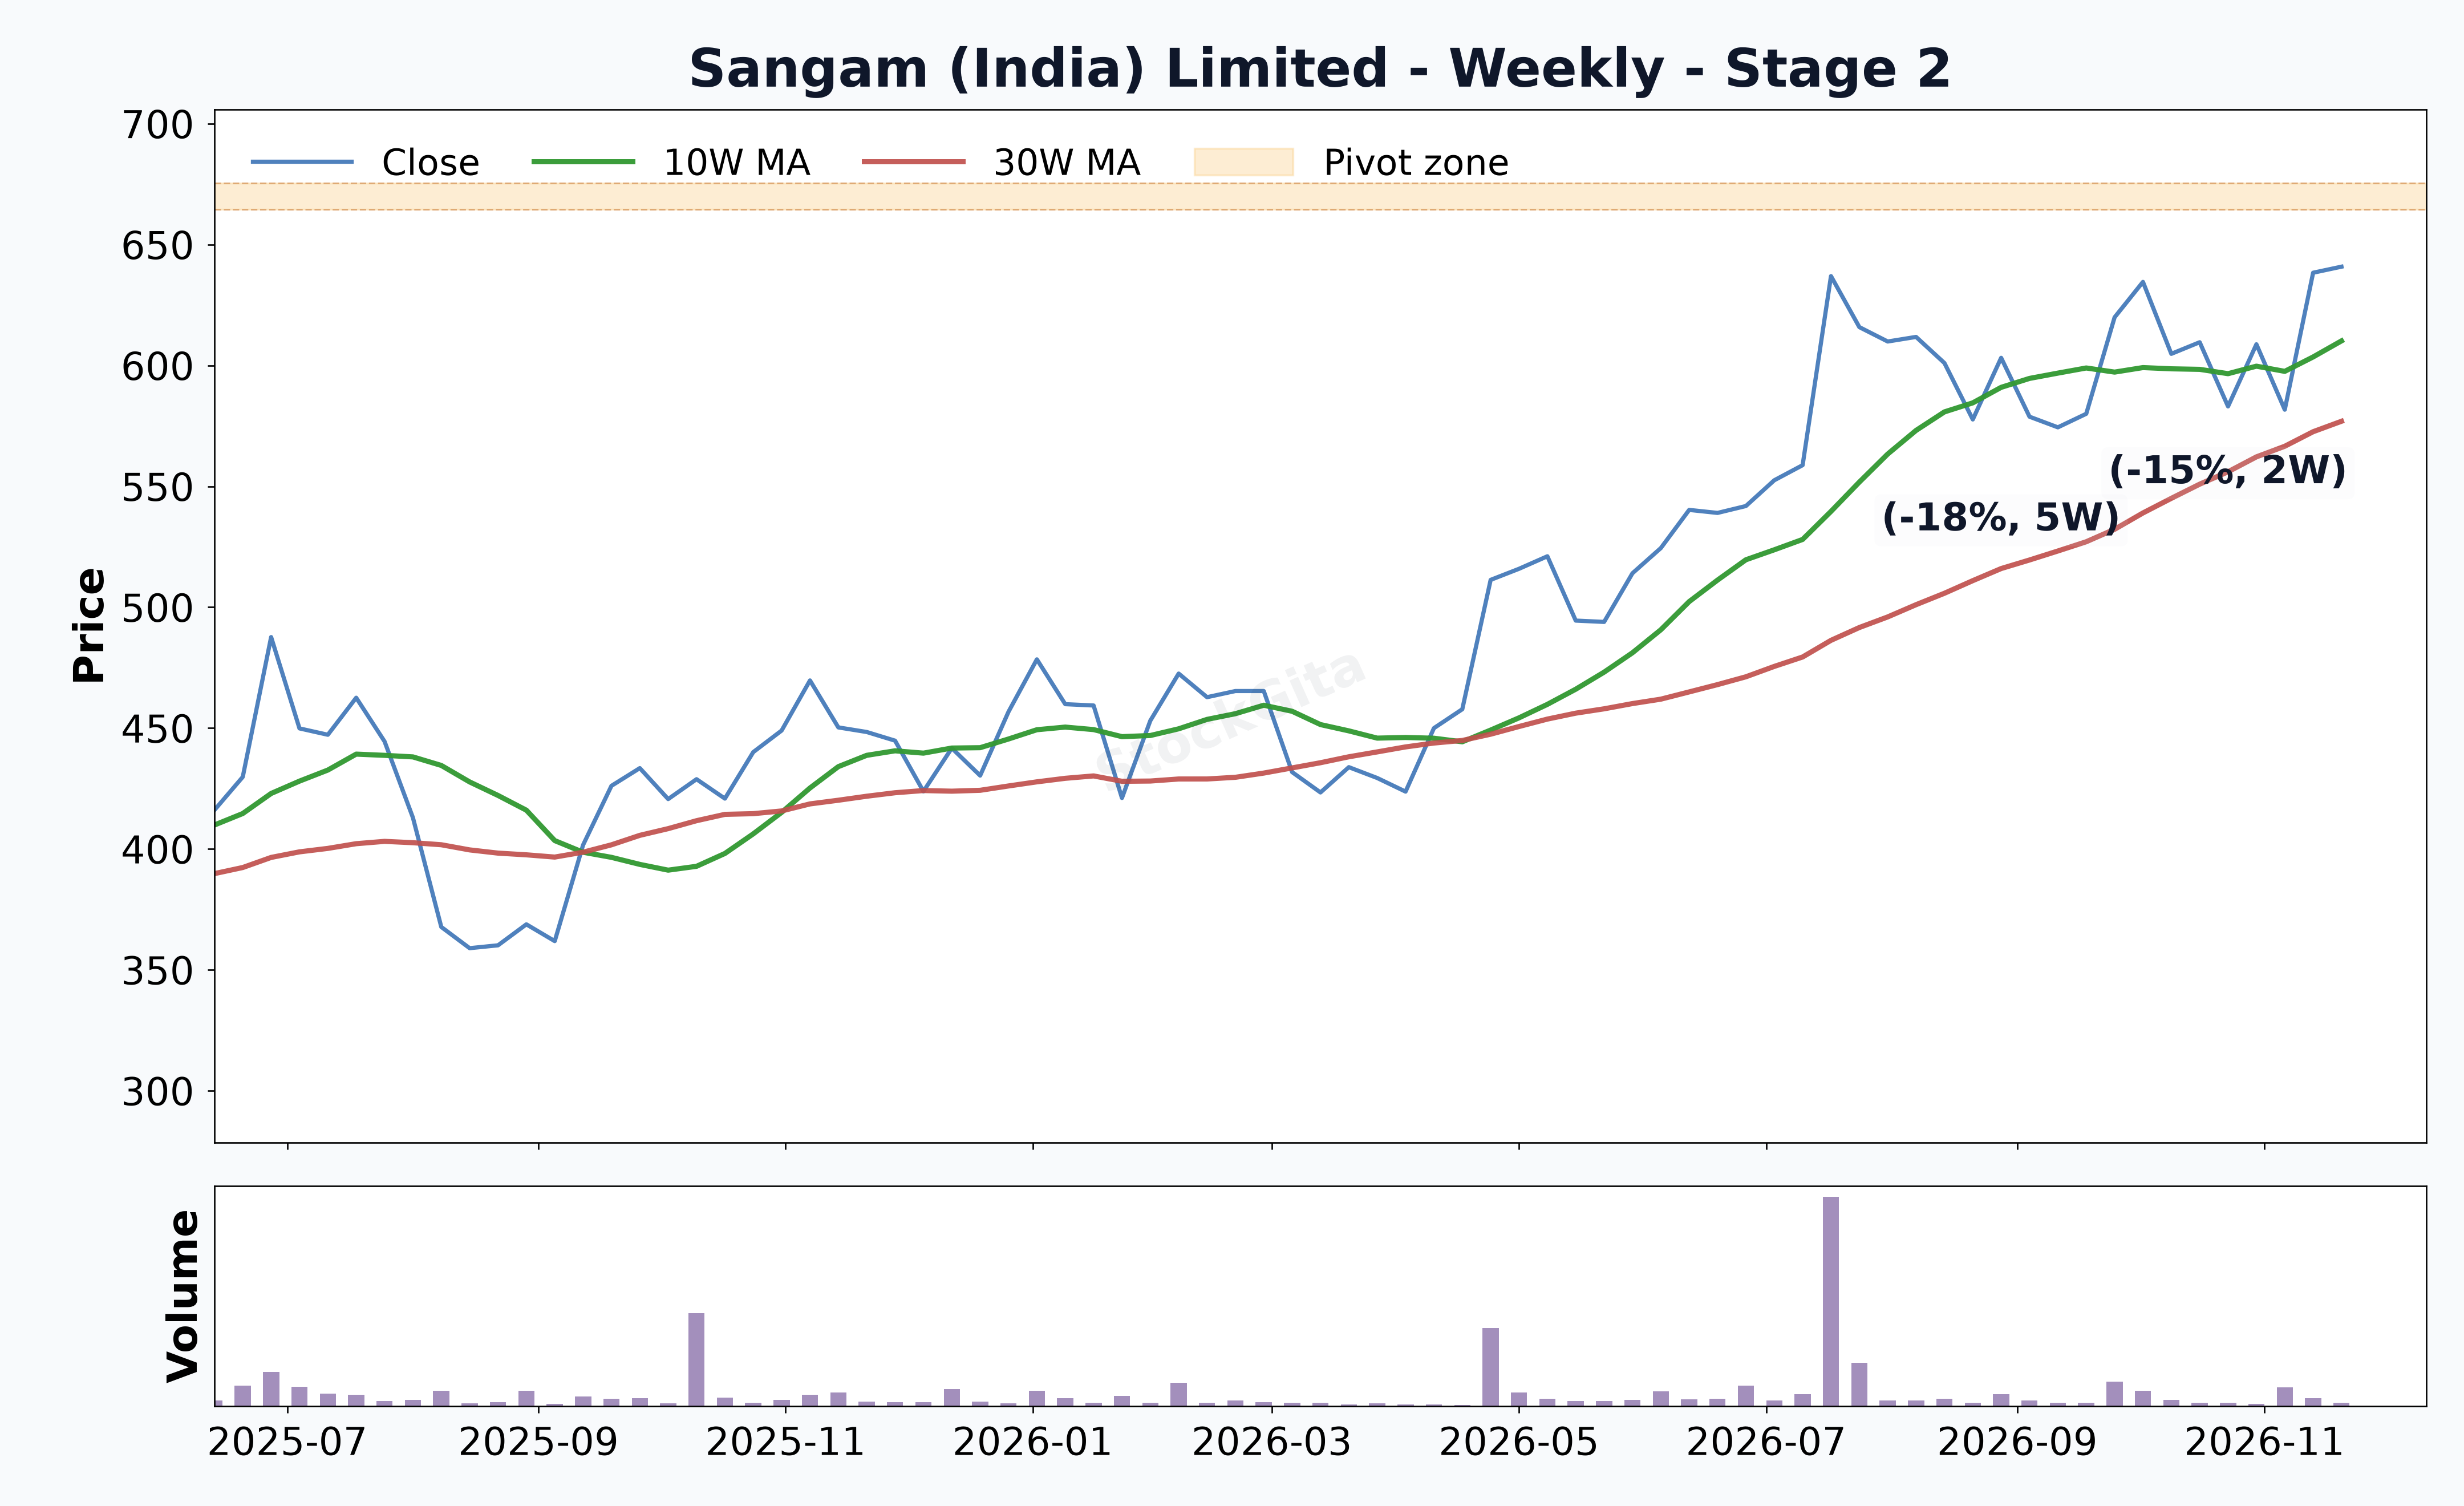 Sangam (India) Limited - Weekly - Stage 2
Close 10W MA 30W MA Pivot zone
700
650
600
550
500
450
400
350
300
Price
(-15%, 2W)
(-18%, 5W)
StockGita
Volume
2025-07 2025-09 2025-11 2026-01 2026-03 2026-05 2026-07 2026-09 2026-11